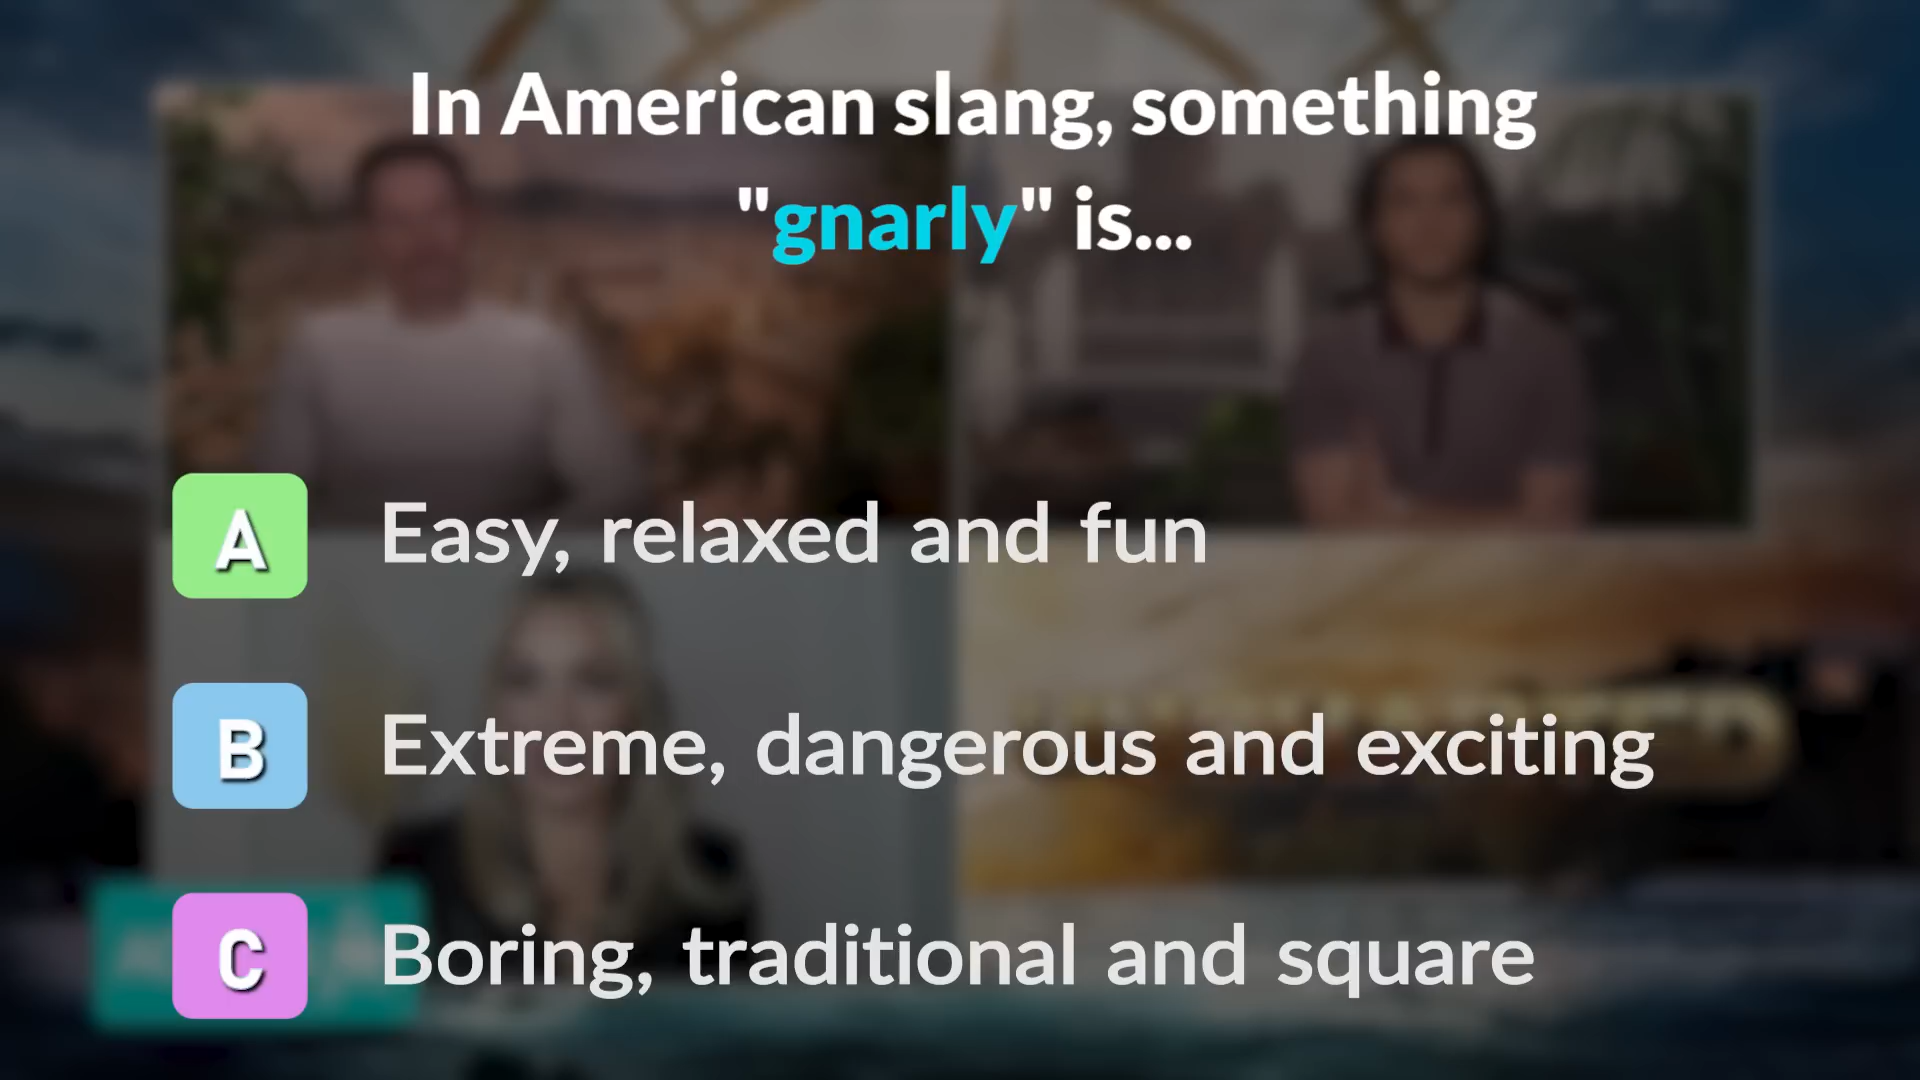 In American slang, something
"gnarly" is...
A Easy, relaxed and fun
B Extreme, dangerous and exciting
C Boring, traditional and square